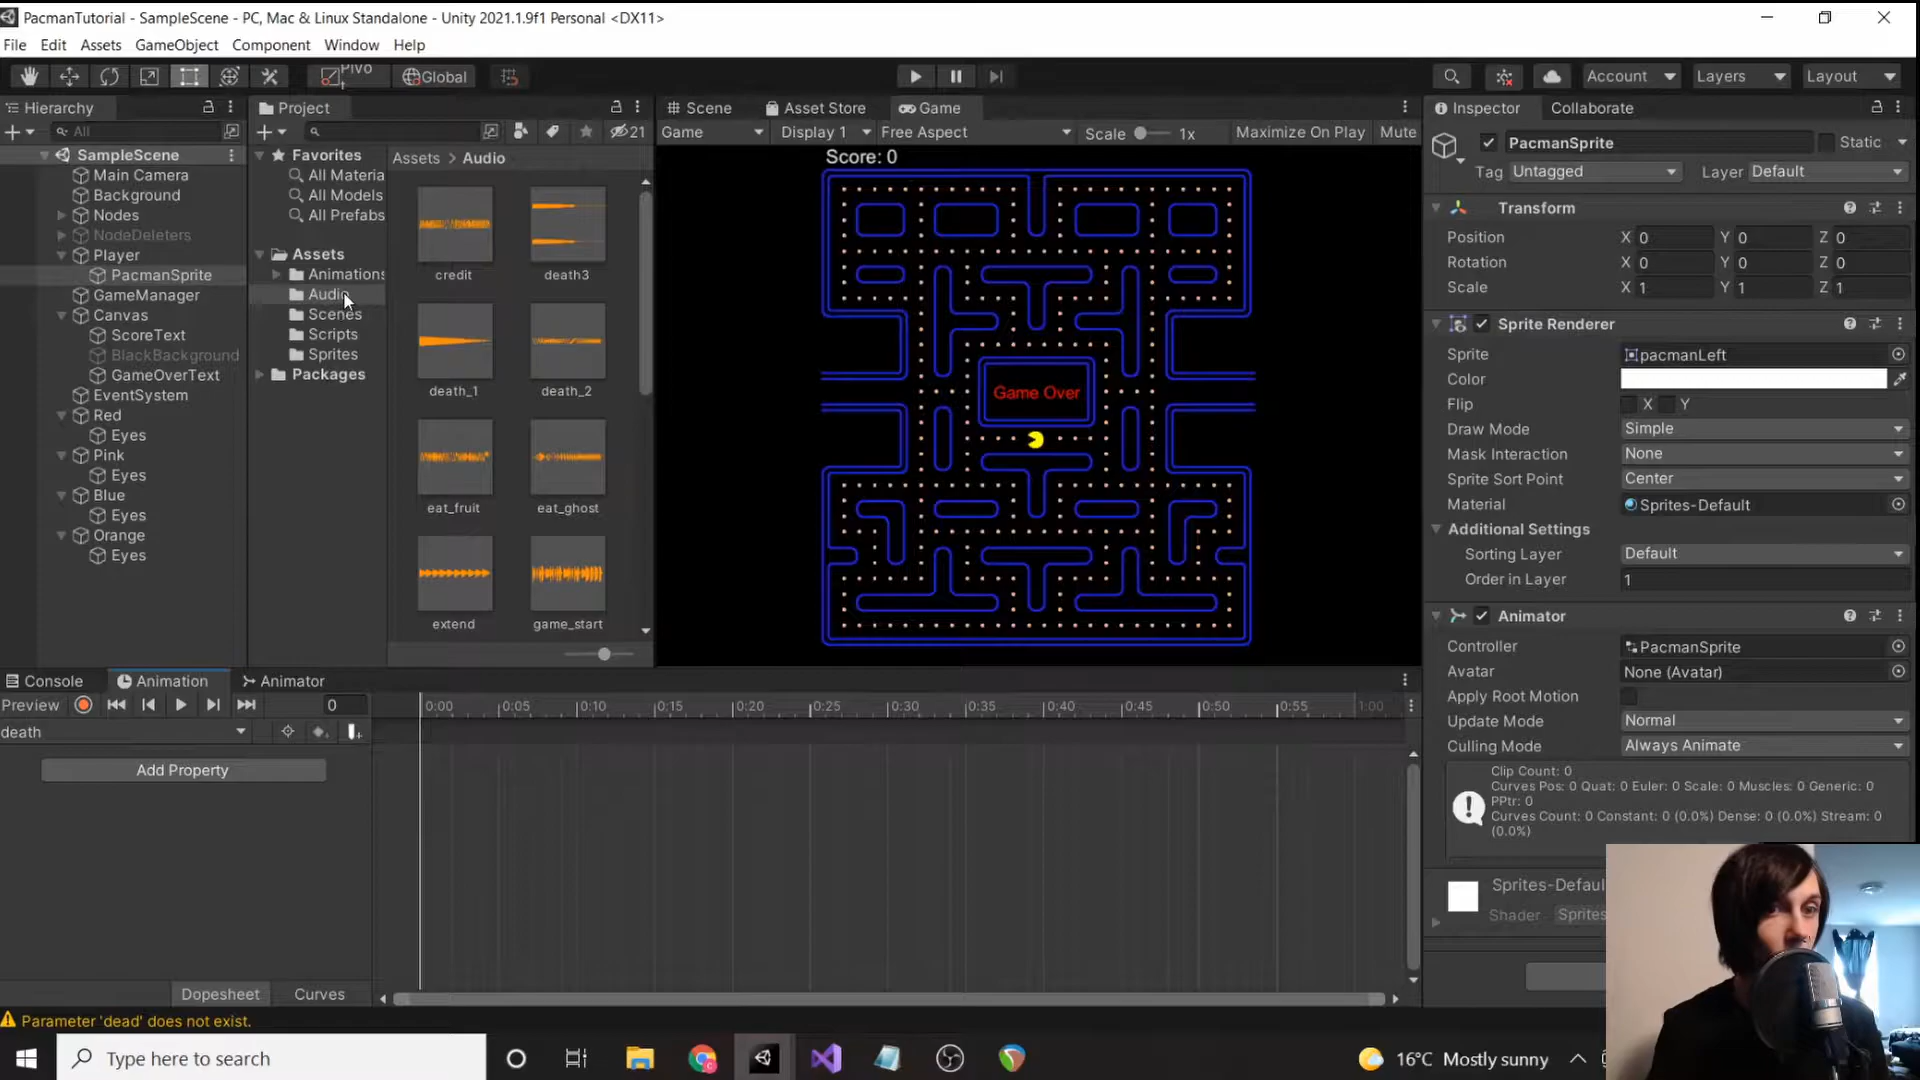 PacmanTutorial - SampleScene - PC, Mac & Linux Standalone - Unity 2021.1.9f1 Personal <DX11>
File Edit Assets GameObject Component Window Help
Global Account Layers Layout
Hierarchy
All
SampleScene
Main Camera
Background
Nodes
NodeDeleters
Player
PacmanSprite
GameManager
Canvas
ScoreText
BlackBackground
GameOverText
EventSystem
Red
Eyes
Pink
Eyes
Blue
Eyes
Orange
Eyes
Project
21
Favorites
All Materia
All Models
All Prefabs
Assets
Animations
Audio
Scenes
Scripts
Sprites
Packages
Assets > Audio
credit death3
death_1 death_2
eat_fruit eat_ghost
extend game_start
Scene Asset Store Game
Game Display 1 Free Aspect Scale 1x Maximize On Play Mute
Score: 0
Game Over
Inspector Collaborate
PacmanSprite Static
Tag Untagged Layer Default
Transform
Position X 0 Y 0 Z 0
Rotation X 0 Y 0 Z 0
Scale X 1 Y 1 Z 1
Sprite Renderer
Sprite pacmanLeft
Color
Flip X Y
Draw Mode Simple
Mask Interaction None
Sprite Sort Point Center
Material Sprites-Default
Additional Settings
Sorting Layer Default
Order in Layer 1
Animator
Controller PacmanSprite
Avatar None (Avatar)
Apply Root Motion
Update Mode Normal
Culling Mode Always Animate
Clip Count: 0
Curves Pos: 0 Quat: 0 Euler: 0 Scale: 0 Muscles: 0 Generic: 0
PPtr: 0
Curves Count: 0 Constant: 0 (0.0%) Dense: 0 (0.0%) Stream: 0
(0.0%)
Sprites-Defaul
Shader Sprites
Console Animation Animator
Preview 0
0:00 0:05 0:10 0:15 0:20 0:25 0:30 0:35 0:40 0:45 0:50 0:55 1:00
death
Add Property
Dopesheet Curves
Parameter 'dead' does not exist.
Type here to search
16°C Mostly sunny